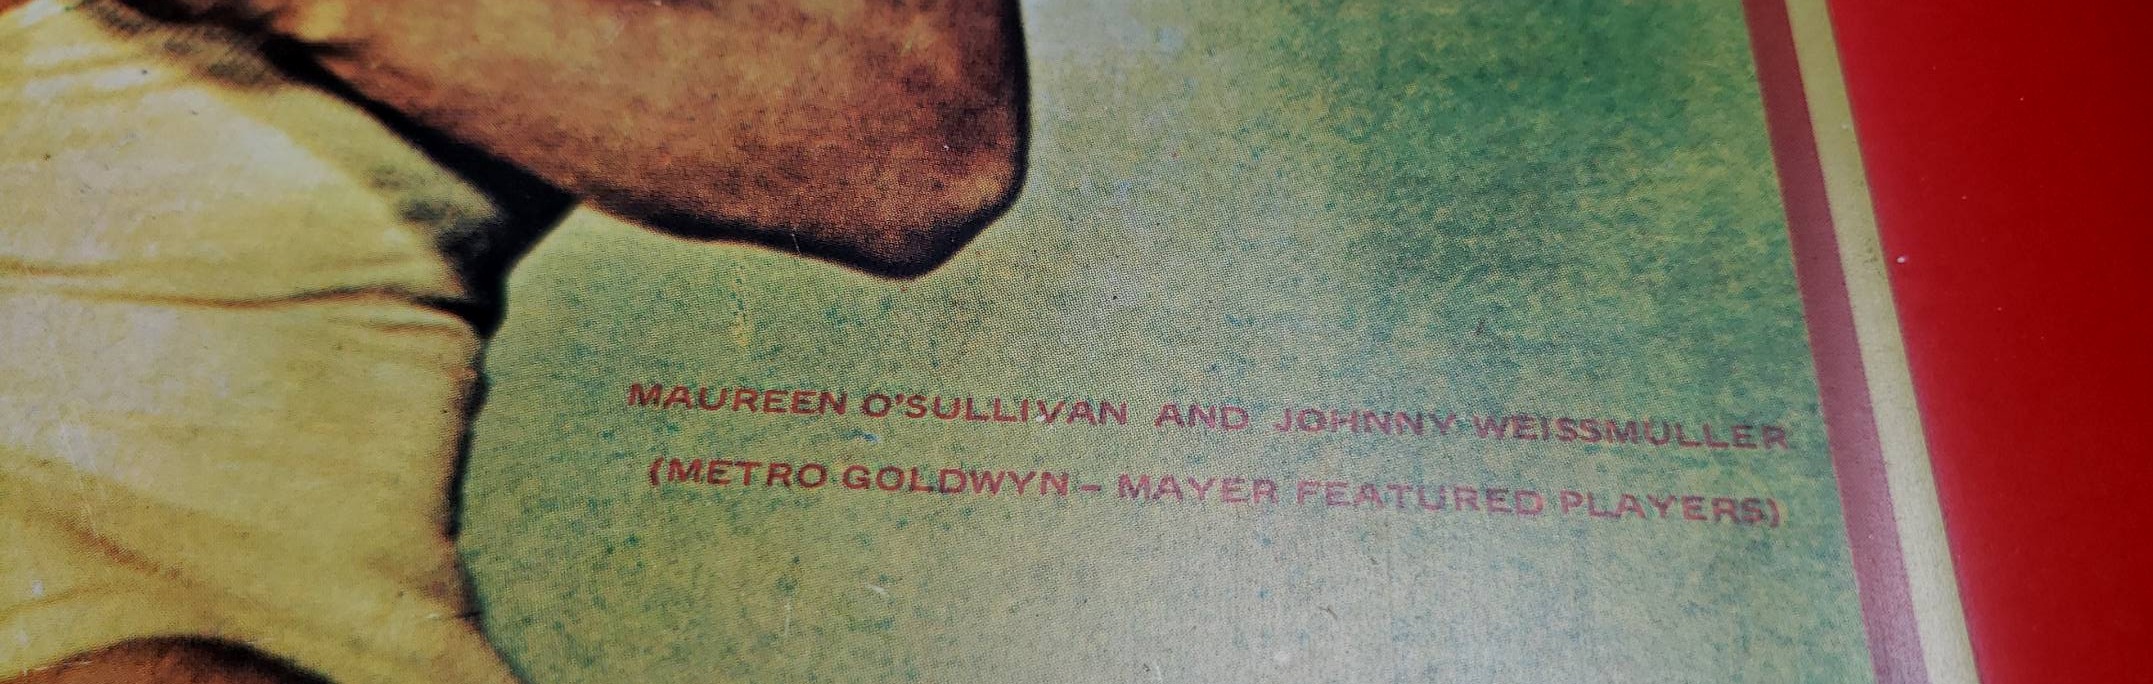 MAUREEN O'SULLIVAN AND JOHNNY WEISSMULLER
(METRO GOLDWYN - MAYER FEATURED PLAYERS)